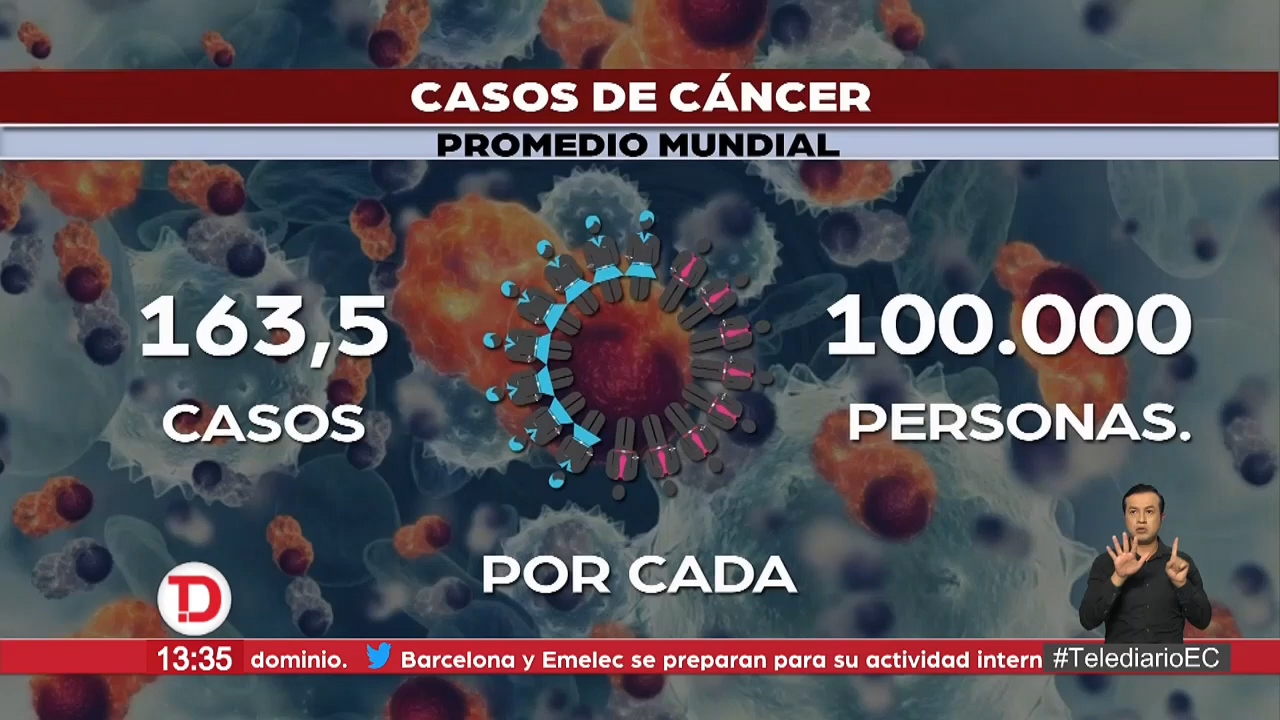 CASOS DE CÁNCER
PROMEDIO MUNDIAL
163,5
CASOS
100.000
PERSONAS.
POR CADA
D
13:35 dominio. Barcelona y Emelec se preparan para su actividad intern #TelediarioEC